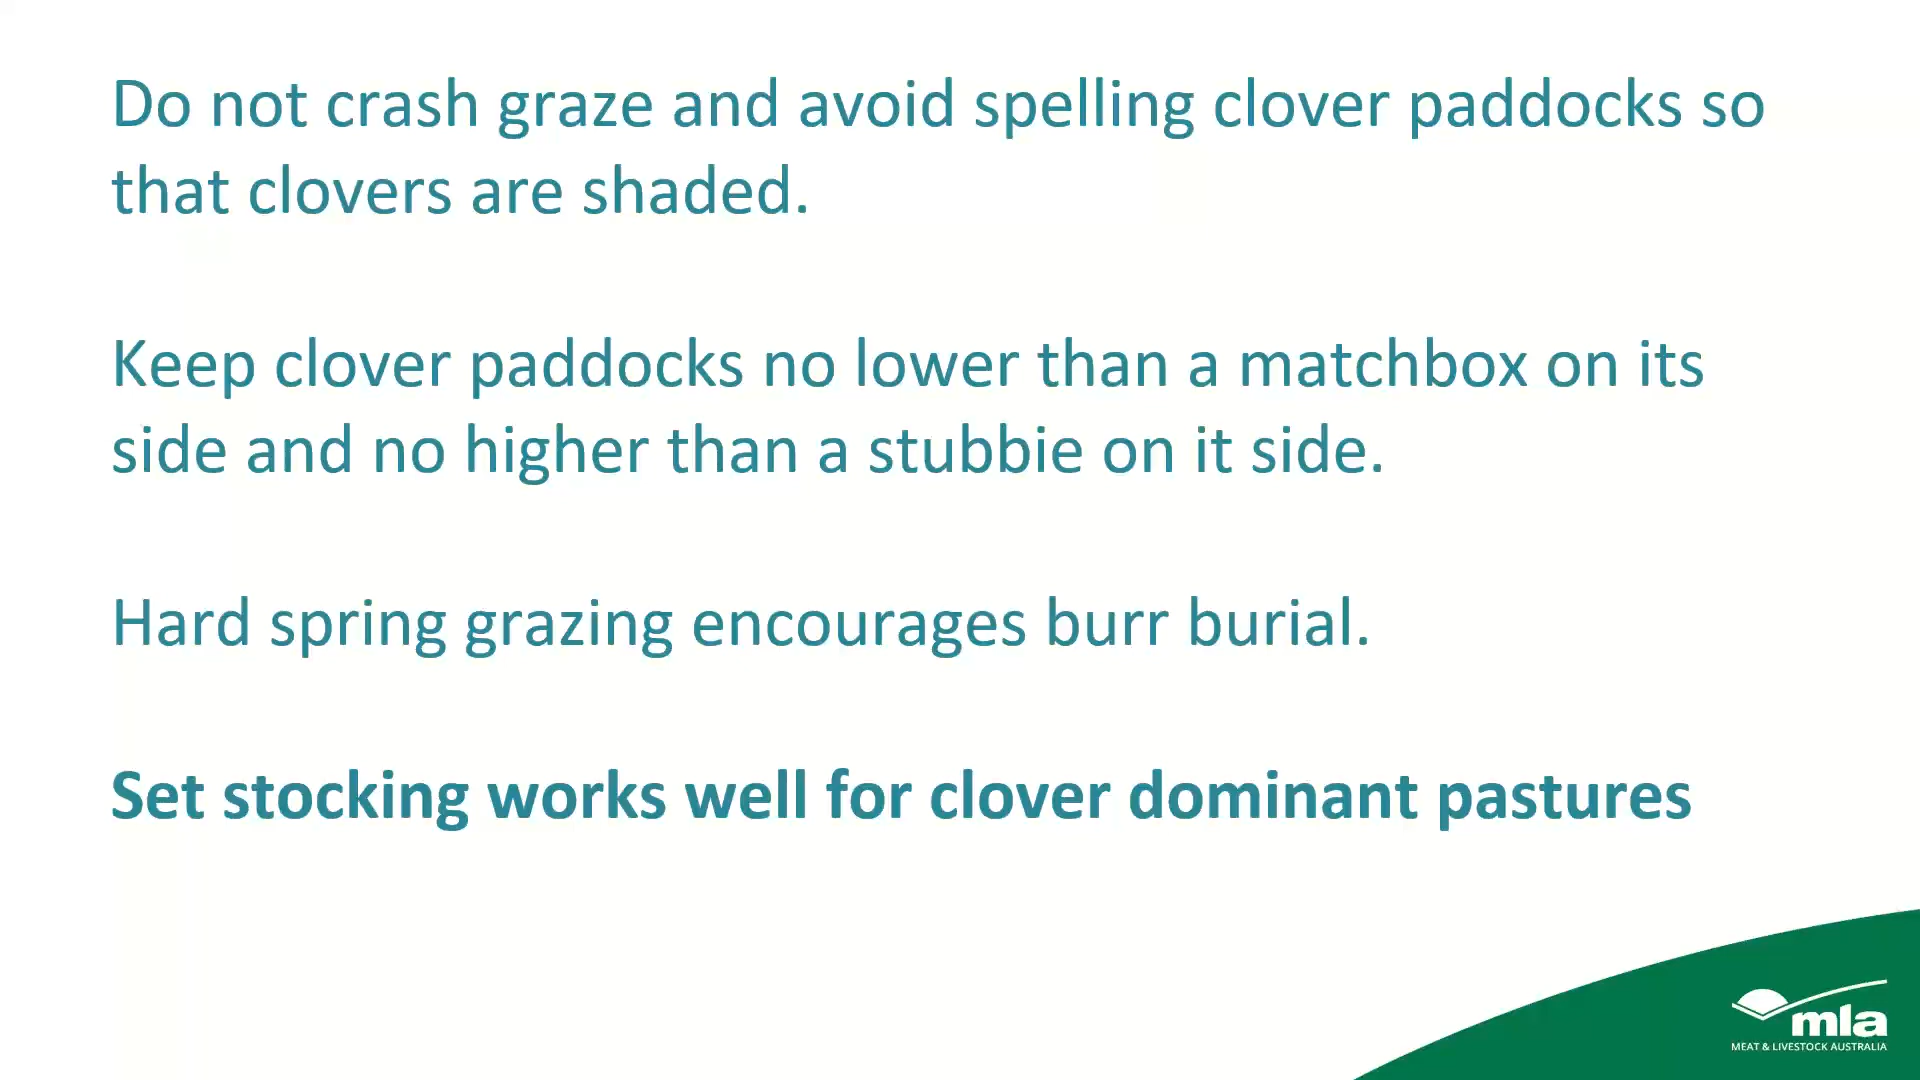 Do not crash graze and avoid spelling clover paddocks so
that clovers are shaded.
Keep clover paddocks no lower than a matchbox on its
side and no higher than a stubbie on it side.
Hard spring grazing encourages burr burial.
Set stocking works well for clover dominant pastures
mla
MEAT & LIVESTOCK AUSTRALIA